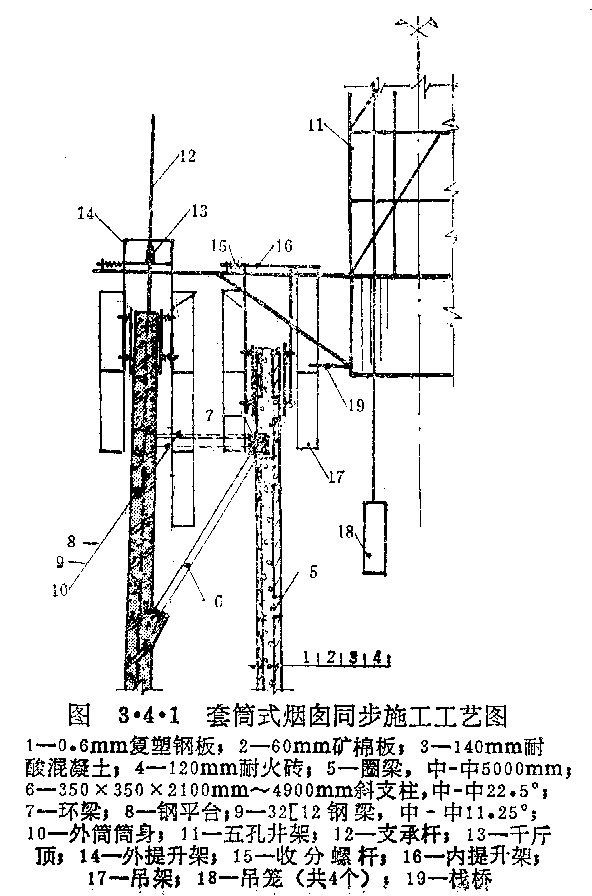 12
11
14
13
15
16
19
7
17
18
8
9
10
6
5
1 2 3 4
图 3·4·1 套筒式烟囱同步施工工艺图
1—0.6mm复塑钢板；2—60mm矿棉板；3—140mm耐
酸混凝土；4—120mm耐火砖；5—圈梁，中-中5000mm；
6—350×350×2100mm～4900mm斜支柱，中-中22.5°；
7—环梁；8—钢平台；9—32[12钢梁，中-中11.25°；
10—外筒筒身；11—五孔井架；12—支承杆；13—千斤
顶；14—外提升架；15—收分螺杆；16—内提升架；
17—吊架；18—吊笼（共4个）；19—栈桥